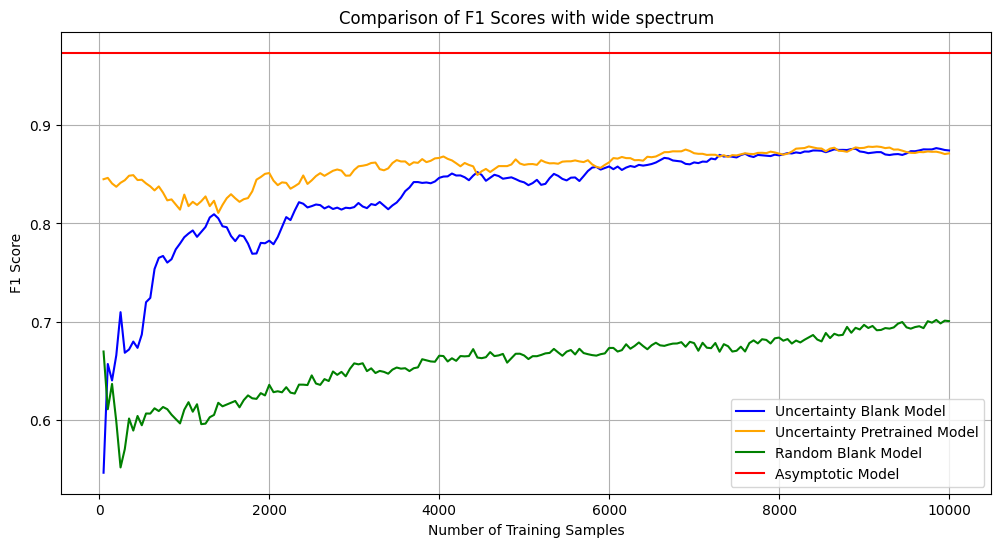 Comparison of F1 Scores with wide spectrum
F1 Score
0.9
0.8
0.7
0.6
0
2000
4000
6000
8000
10000
Number of Training Samples
Uncertainty Blank Model
Uncertainty Pretrained Model
Random Blank Model
Asymptotic Model